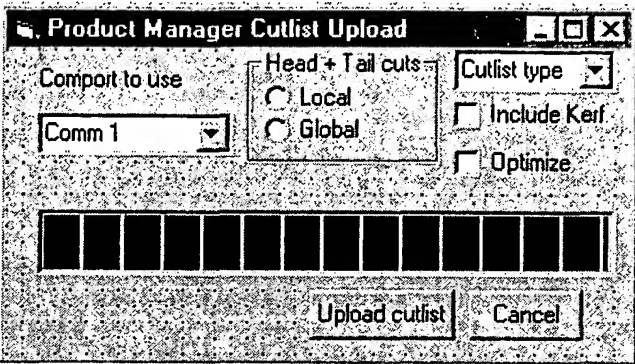 Product Manager Cutlist Upload
Comport to use
Comm 1
Head + Tail cuts
Local
Global
Cutlist type
Include Kerf
Optimize
Upload cutlist
Cancel